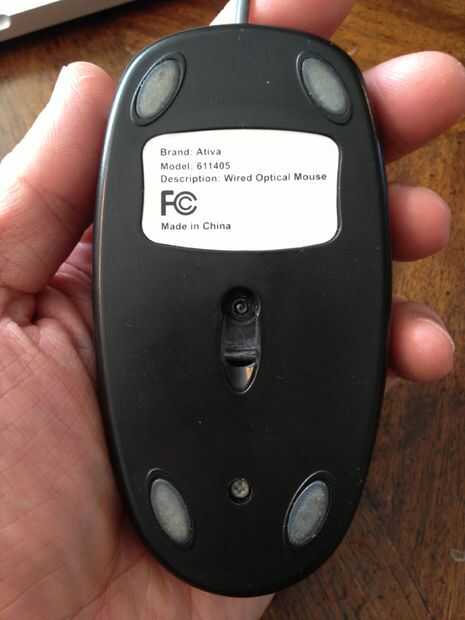 Brand: Ativa
Model: 611405
Description: Wired Optical Mouse
FC
Made in China